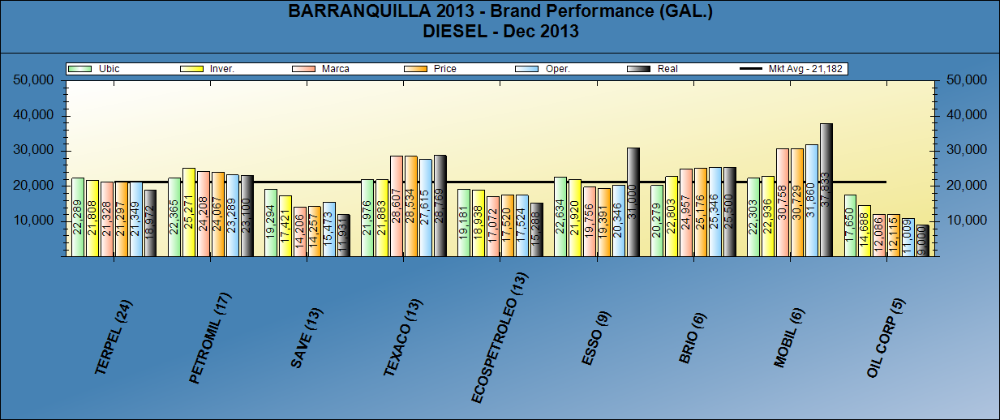 BARRANQUILLA 2013 - Brand Performance (GAL.)
DIESEL - Dec 2013
Ubic Inver. Marca Price Oper. Real Mkt Avg - 21,182
50,000 50,000
40,000 40,000
30,000 30,000
20,000 20,000
10,000 10,000
22,289 21,808 21,328 21,297 21,349 18,972
22,365 25,271 24,208 24,067 23,289 23,100
19,294 17,421 14,206 14,257 15,473 11,931
21,976 21,883 28,607 28,534 27,615 28,769
19,181 18,938 17,072 17,520 17,524 15,288
22,634 21,920 19,756 19,391 20,346 31,000
20,279 22,803 24,957 25,176 25,346 25,500
22,303 22,936 30,758 30,729 31,860 37,833
17,650 14,688 12,086 12,115 11,009 9,000
TERPEL (24)
PETROMIL (17)
SAVE (13)
TEXACO (13)
ECOSPETROLEO (13)
ESSO (9)
BRIO (6)
MOBIL (6)
OIL CORP (5)